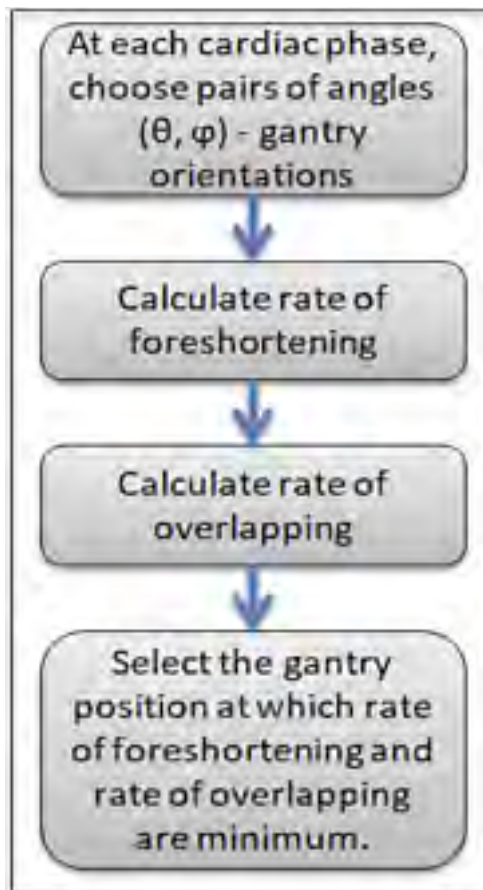 At each cardiac phase,
choose pairs of angles
(θ, φ) - gantry
orientations
Calculate rate of
foreshortening
Calculate rate of
overlapping
Select the gantry
position at which rate
of foreshortening and
rate of overlapping
are minimum.